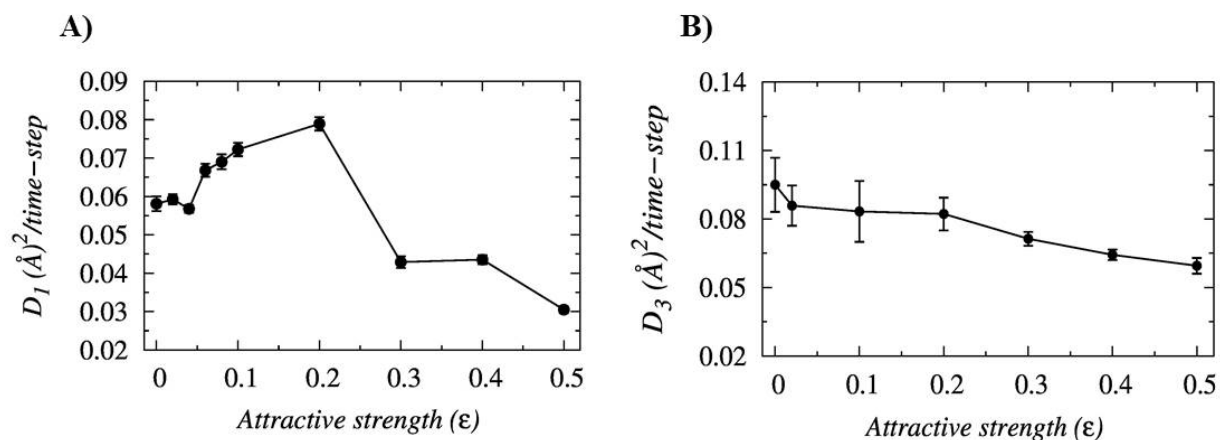 A)
0.09
0.08
0.07
0.06
0.05
0.04
0.03
0.02
D₁ (Å)²/time−step
0 0.1 0.2 0.3 0.4 0.5
Attractive strength (ε)
B)
0.14
0.11
0.08
0.05
0.02
D₃ (Å)²/time−step
0 0.1 0.2 0.3 0.4 0.5
Attractive strength (ε)